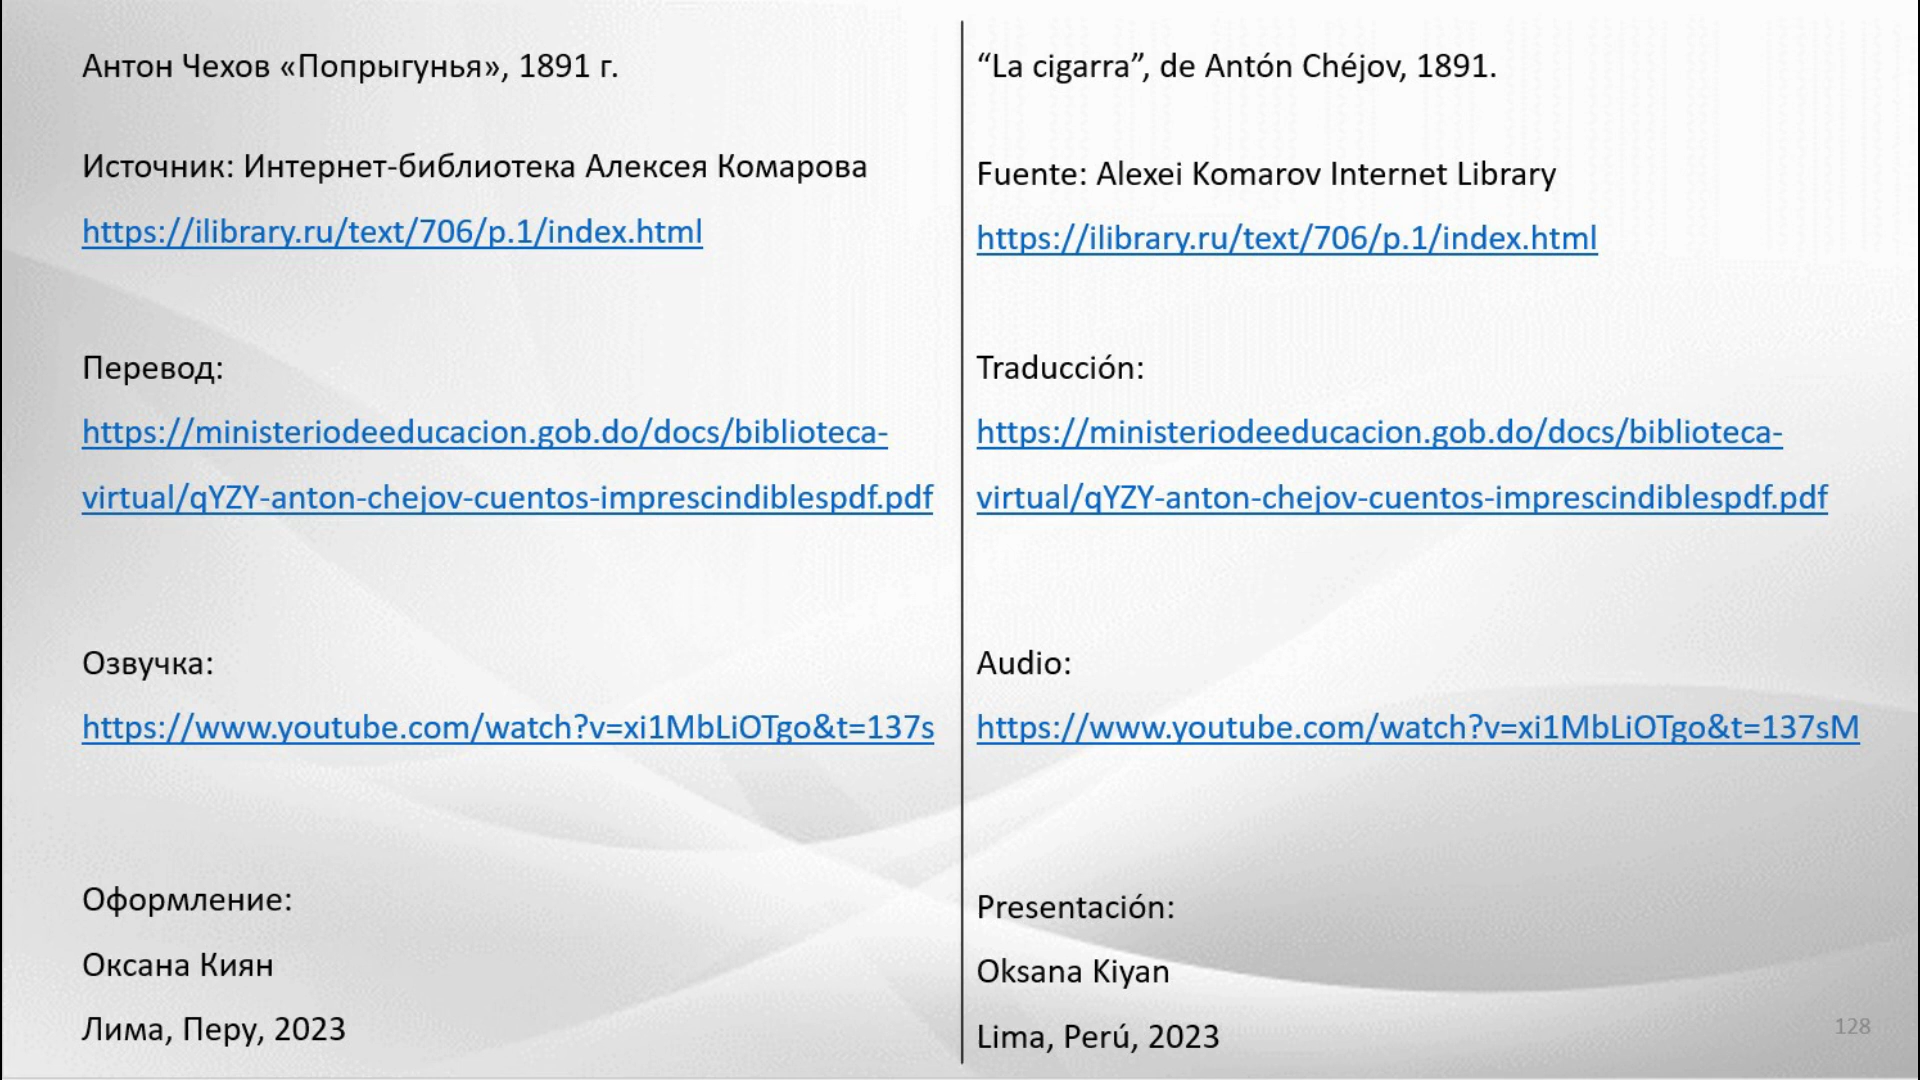 Антон Чехов «Попрыгунья», 1891 г.
Источник: Интернет-библиотека Алексея Комарова
https://ilibrary.ru/text/706/p.1/index.html
Перевод:
https://ministeriodeeducacion.gob.do/docs/biblioteca-
virtual/qYZY-anton-chejov-cuentos-imprescindiblespdf.pdf
Озвучка:
https://www.youtube.com/watch?v=xi1MbLiOTgo&t=137s
Оформление:
Оксана Киян
Лима, Перу, 2023
“La cigarra”, de Antón Chéjov, 1891.
Fuente: Alexei Komarov Internet Library
https://ilibrary.ru/text/706/p.1/index.html
Traducción:
https://ministeriodeeducacion.gob.do/docs/biblioteca-
virtual/qYZY-anton-chejov-cuentos-imprescindiblespdf.pdf
Audio:
https://www.youtube.com/watch?v=xi1MbLiOTgo&t=137sM
Presentación:
Oksana Kiyan
Lima, Perú, 2023
128